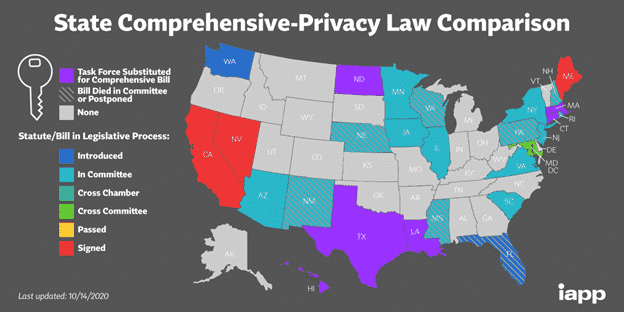 State Comprehensive-Privacy Law Comparison
Task Force Substituted
for Comprehensive Bill
Bill Died in Committee
or Postponed
None
Statute/Bill in Legislative Process:
Introduced
In Committee
Cross Chamber
Cross Committee
Passed
Signed
WA
OR
CA
NV
ID
MT
WY
UT
AZ
CO
NM
ND
SD
NE
KS
OK
TX
MN
IA
MO
AR
LA
WI
IL
MS
MI
IN
OH
KY
TN
AL
GA
FL
SC
NC
VA
WV
PA
NY
VT
NH
ME
MA
RI
CT
NJ
DE
MD
DC
AK
HI
Last updated: 10/14/2020
iapp